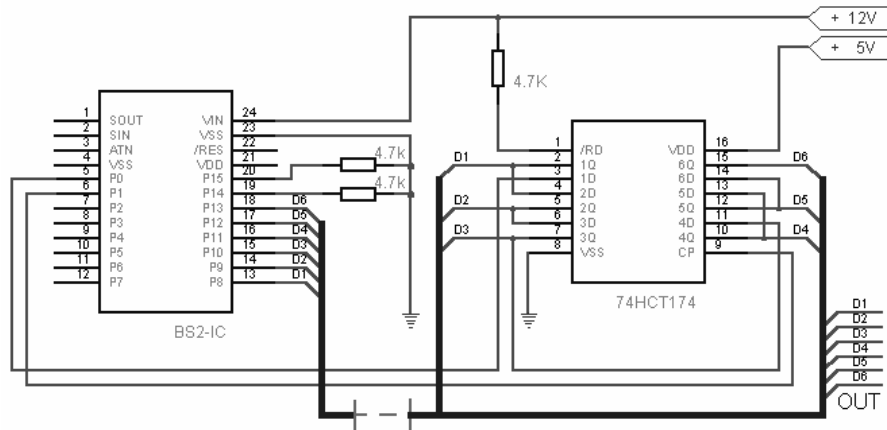 + 12V
+ 5V
4.7K
1 SOUT VIN 24
2 SIN VSS 23
3 ATN /RES 22
4 VSS VDD 21
5 P0 P15 20
6 P1 P14 19
7 P2 P13 18
8 P3 P12 17
9 P4 P11 16
10 P5 P10 15
11 P6 P9 14
12 P7 P8 13
BS2-IC
4.7k
4.7k
D6
D5
D4
D3
D2
D1
D1
D2
D3
1 /RD VDD 16
2 1Q 6Q 15
3 1D 6D 14
4 2D 5D 13
5 2Q 5Q 12
6 3D 4D 11
7 3Q 4Q 10
8 VSS CP 9
74HCT174
D6
D5
D4
D1
D2
D3
D4
D5
D6
OUT